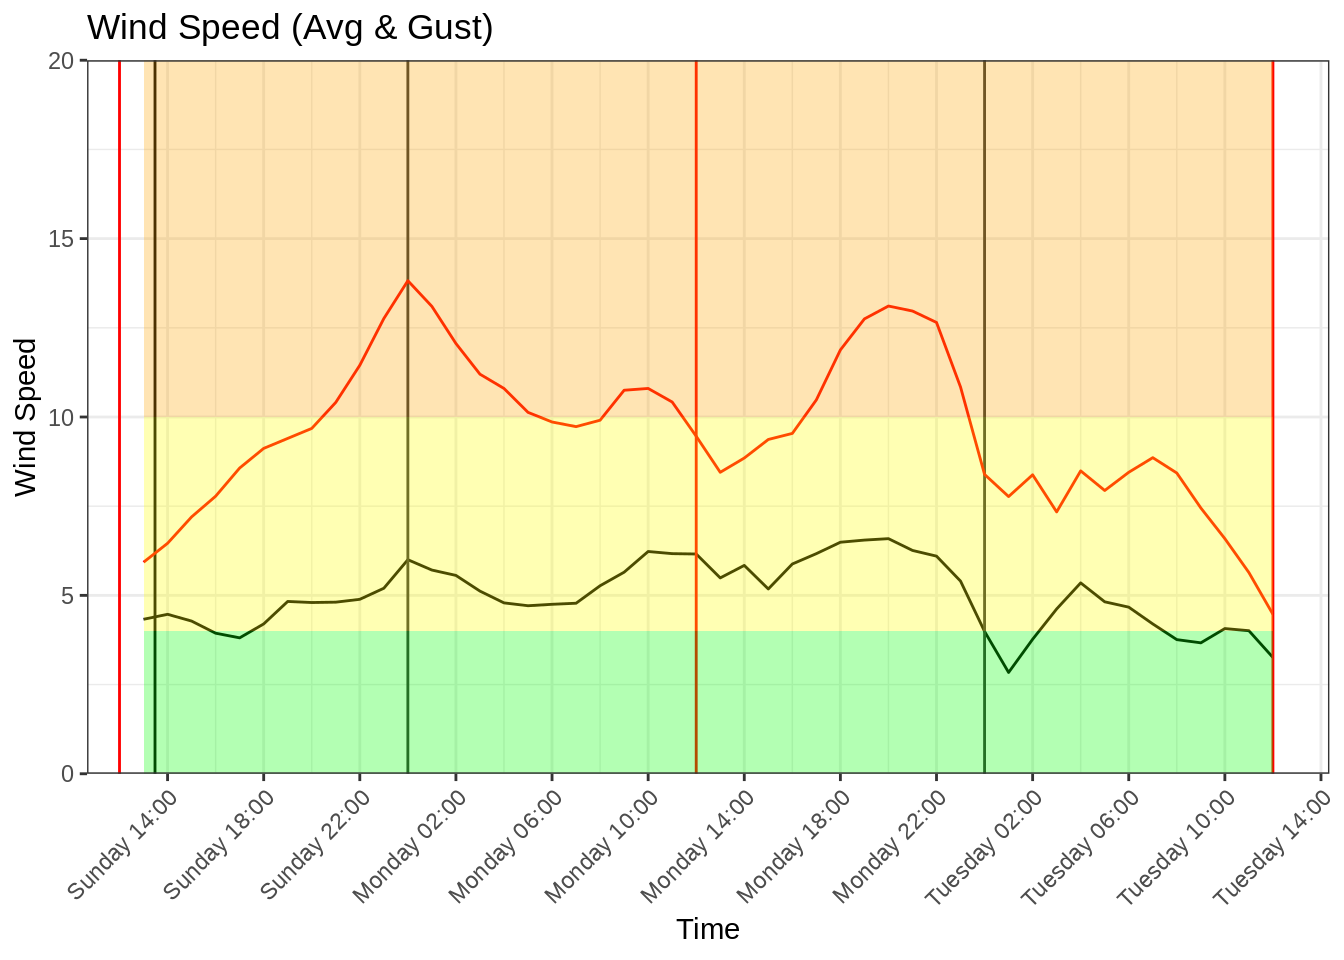 Wind Speed (Avg & Gust)
20
15
10
5
0
Wind Speed
Sunday 14:00
Sunday 18:00
Sunday 22:00
Monday 02:00
Monday 06:00
Monday 10:00
Monday 14:00
Monday 18:00
Monday 22:00
Tuesday 02:00
Tuesday 06:00
Tuesday 10:00
Tuesday 14:00
Time